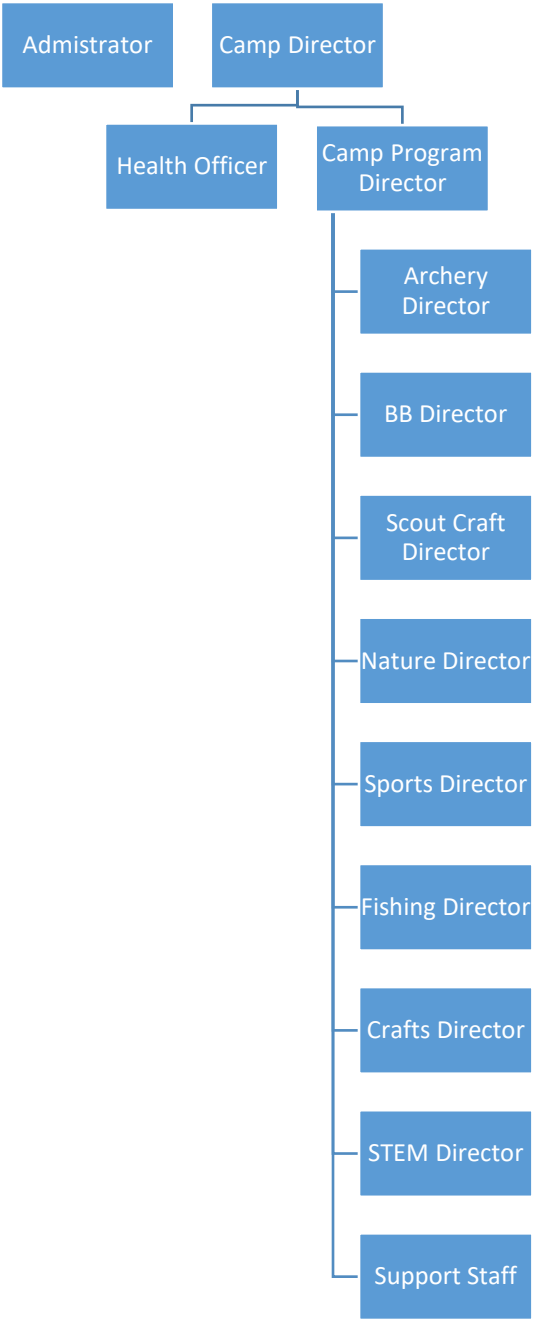 Admistrator
Camp Director
Health Officer
Camp Program
Director
Archery
Director
BB Director
Scout Craft
Director
Nature Director
Sports Director
Fishing Director
Crafts Director
STEM Director
Support Staff